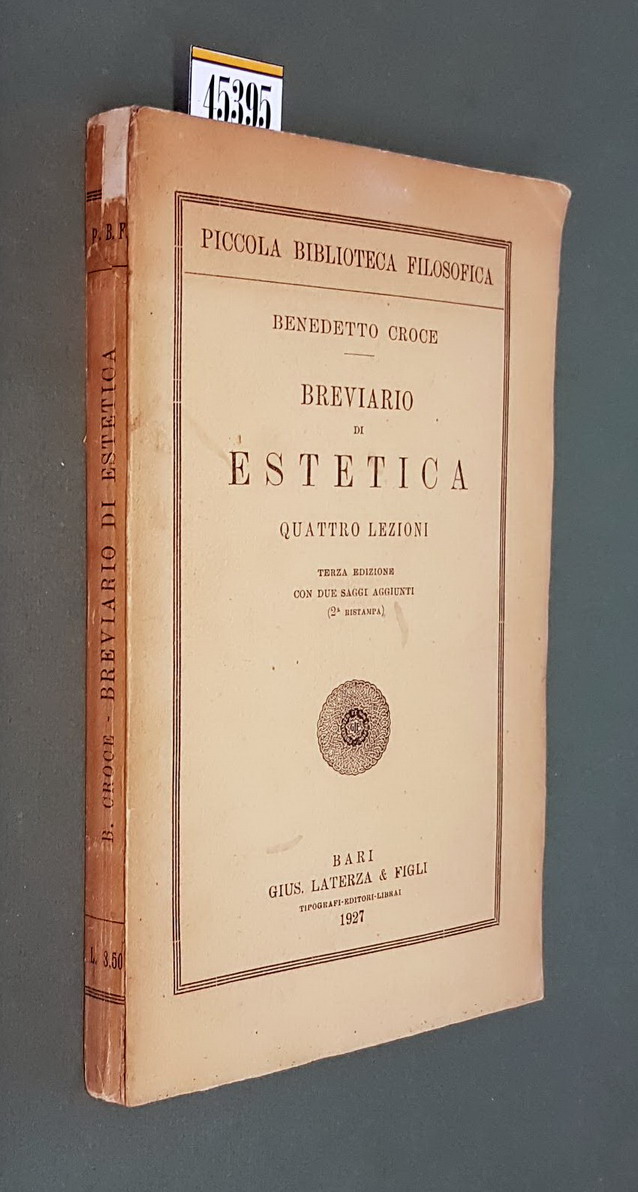 45395
PICCOLA BIBLIOTECA FILOSOFICA
BENEDETTO CROCE
BREVIARIO
DI
ESTETICA
QUATTRO LEZIONI
TERZA EDIZIONE
CON DUE SAGGI AGGIUNTI
(2ª RISTAMPA)
BARI
GIUS. LATERZA & FIGLI
TIPOGRAFI-EDITORI-LIBRAI
1927
P. B. F
B. CROCE - BREVIARIO DI ESTETICA
L. 3.50